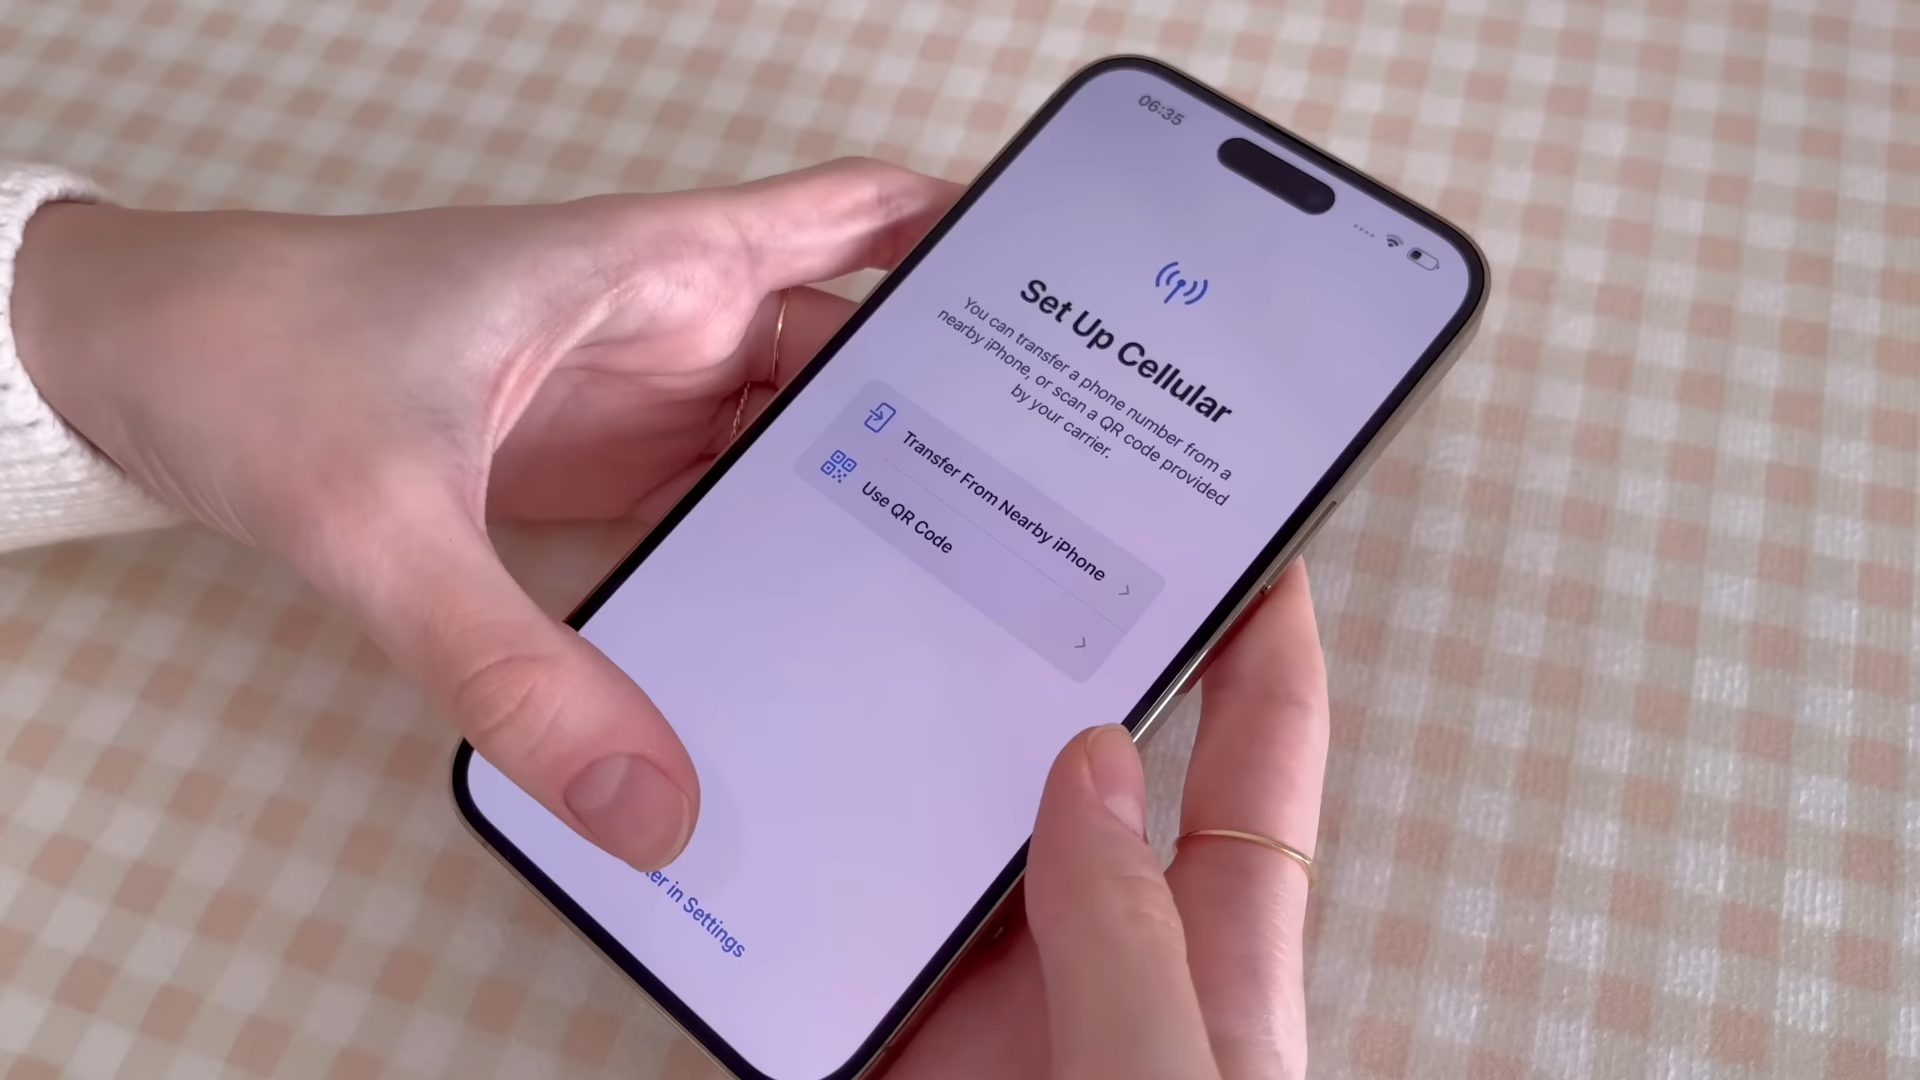 06:35
Set Up Cellular
You can transfer a phone number from a
nearby iPhone, or scan a QR code provided
by your carrier.
Transfer From Nearby iPhone
Use QR Code
in Settings